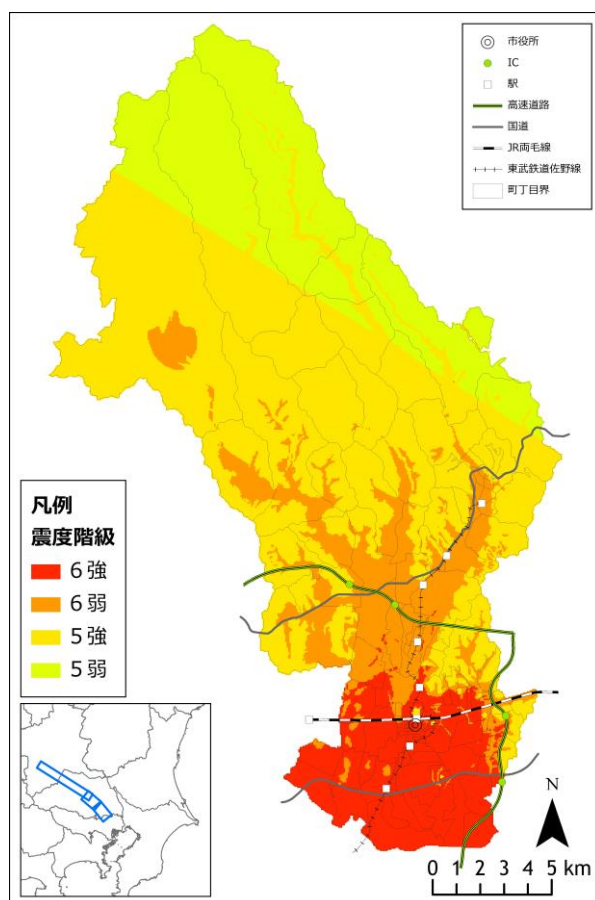 市役所
IC
駅
高速道路
国道
JR両毛線
東武鉄道佐野線
町丁目界
凡例
震度階級
6強
6弱
5強
5弱
N
0 1 2 3 4 5 km